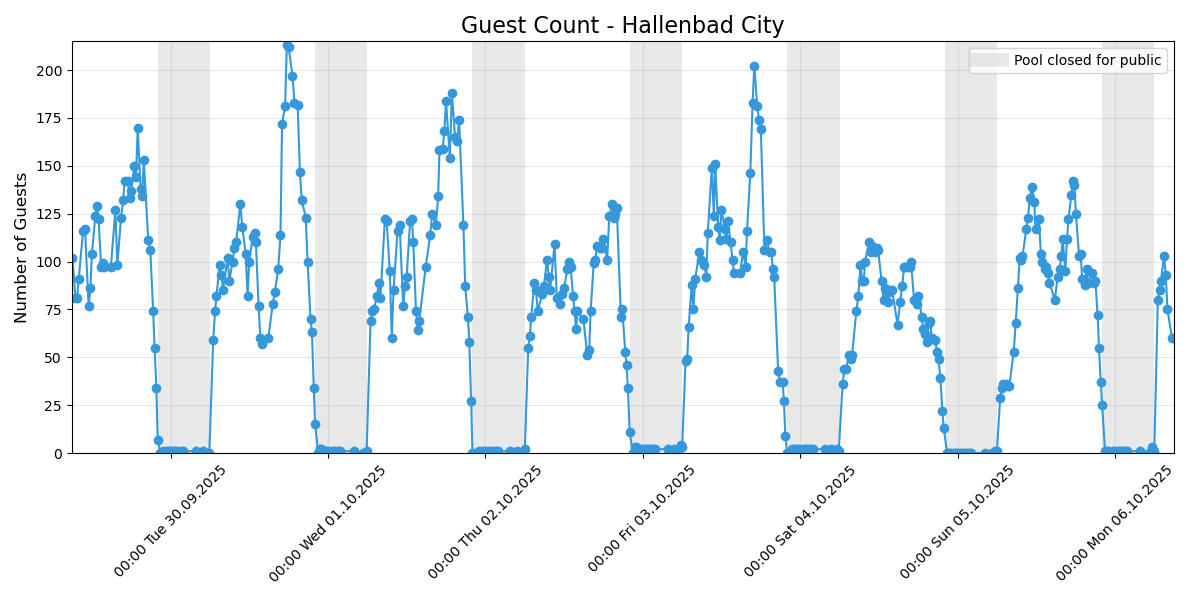 Guest Count - Hallenbad City
Pool closed for public
Number of Guests
200
175
150
125
100
75
50
25
0
00:00 Tue 30.09.2025
00:00 Wed 01.10.2025
00:00 Thu 02.10.2025
00:00 Fri 03.10.2025
00:00 Sat 04.10.2025
00:00 Sun 05.10.2025
00:00 Mon 06.10.2025